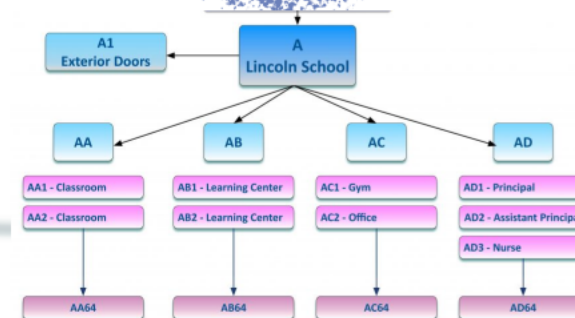 A
Lincoln School
A1
Exterior Doors
AA
AB
AC
AD
AA1 - Classroom
AB1 - Learning Center
AC1 - Gym
AD1 - Principal
AA2 - Classroom
AB2 - Learning Center
AC2 - Office
AD2 - Assistant Principa
AD3 - Nurse
AA64
AB64
AC64
AD64